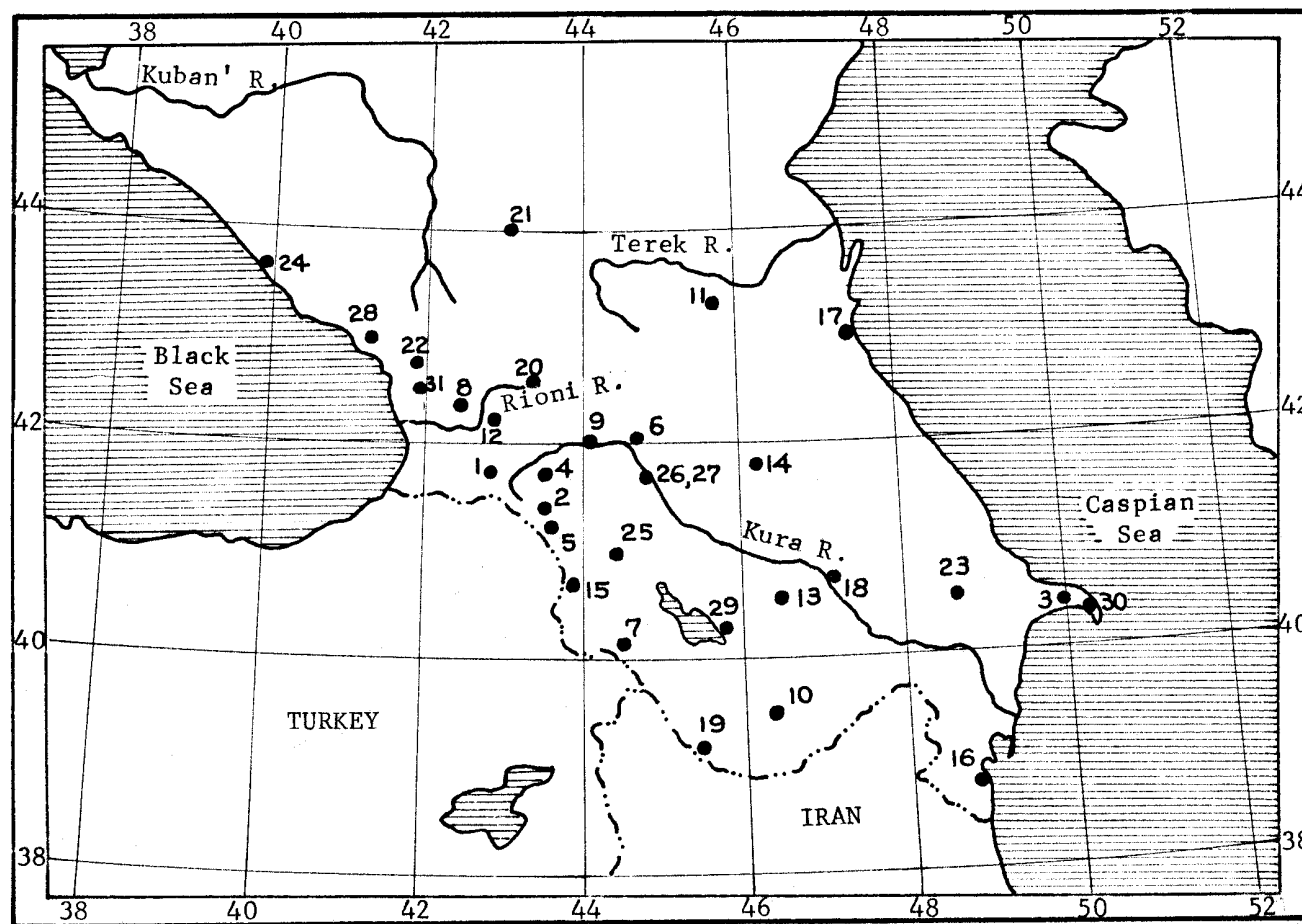 38 40 42 44 46 48 50 52
Kuban' R.
44 44
21
Terek R.
24
11
17
28
22
Black
Sea
20
31 8
Rioni R.
42 42
12
9 6
1 4
26,27
14
2
Caspian
Sea
5
25
Kura R.
23
15
18
13
3 30
29
40 40
7
TURKEY
10
19
16
IRAN
38 38
38 40 42 44 46 48 50 52